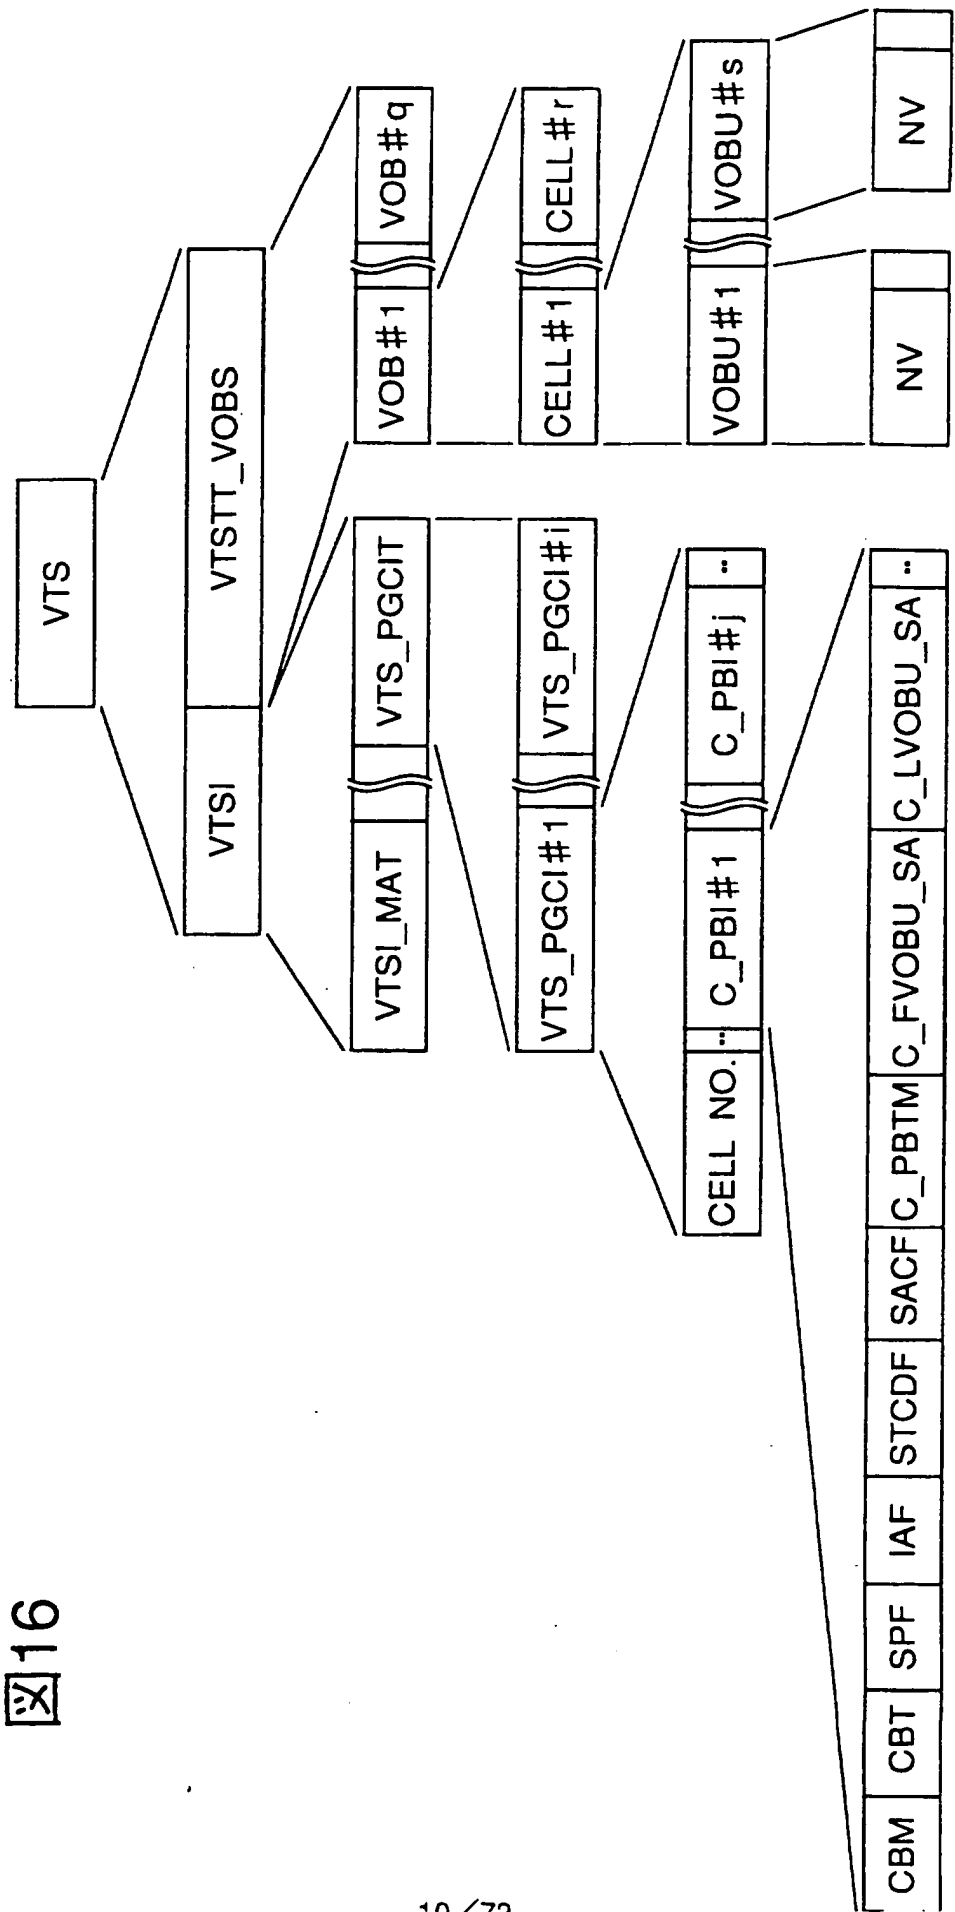 図16
VTS
VTSI VTSTT_VOBS
VTSI_MAT VTS_PGCIT VOB#1 VOB#q
VTS_PGCI#1 VTS_PGCI#i CELL#1 CELL#r
CELL NO. ‥ C_PBI#1 C_PBI#j ‥ VOBU#1 VOBU#s
CBM CBT SPF IAF STCDF SACF C_PBTM C_FVOBU_SA C_LVOBU_SA ‥ NV NV